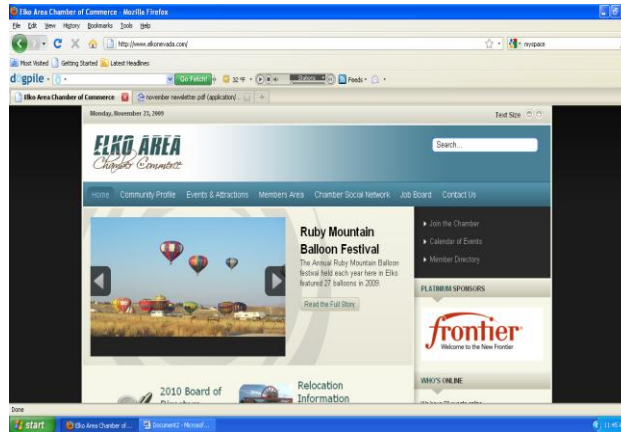 Elko Area Chamber of Commerce - Mozilla Firefox
File Edit View History Bookmarks Tools Help
http://www.elkonevada.com/
myspace
Most Visited Getting Started Latest Headlines
dogpile
Go Fetch!
32 °F
Stations
Feeds
Elko Area Chamber of Commerce
november newsletter.pdf (application/...
Monday, November 23, 2009
Text Size
ELKO AREA
Chamber Commerce
Search...
Home Community Profile Events & Attractions Members Area Chamber Social Network Job Board Contact Us
Ruby Mountain
Balloon Festival
The Annual Ruby Mountain Balloon
festival held each year here in Elko
featured 27 balloons in 2009.
Read the Full Story
Join the Chamber
Calendar of Events
Member Directory
PLATINUM SPONSORS
frontier
Welcome to the New Frontier
WHO'S ONLINE
2010 Board of
Relocation
Information
Done
start
Elko Area Chamber of...
Document2 - Microsof...